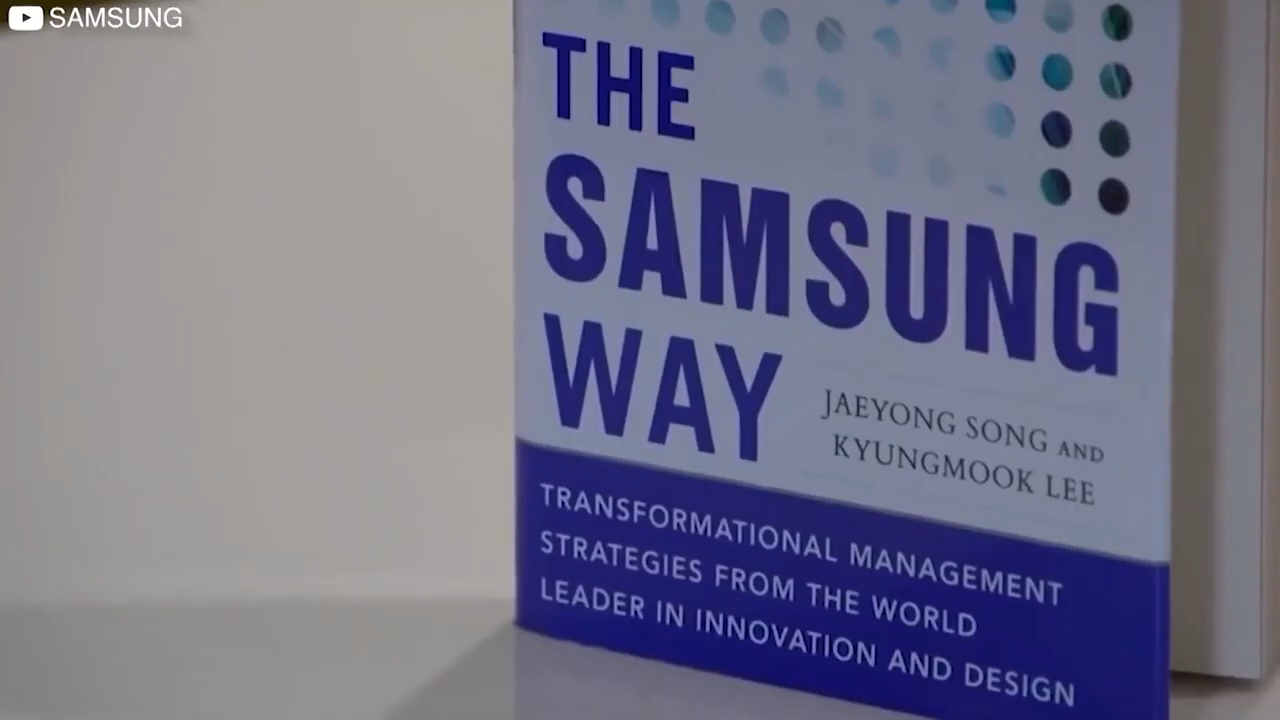 SAMSUNG
THE
SAMSUNG
WAY
JAEYONG SONG AND
KYUNGMOOK LEE
TRANSFORMATIONAL MANAGEMENT
STRATEGIES FROM THE WORLD
LEADER IN INNOVATION AND DESIGN